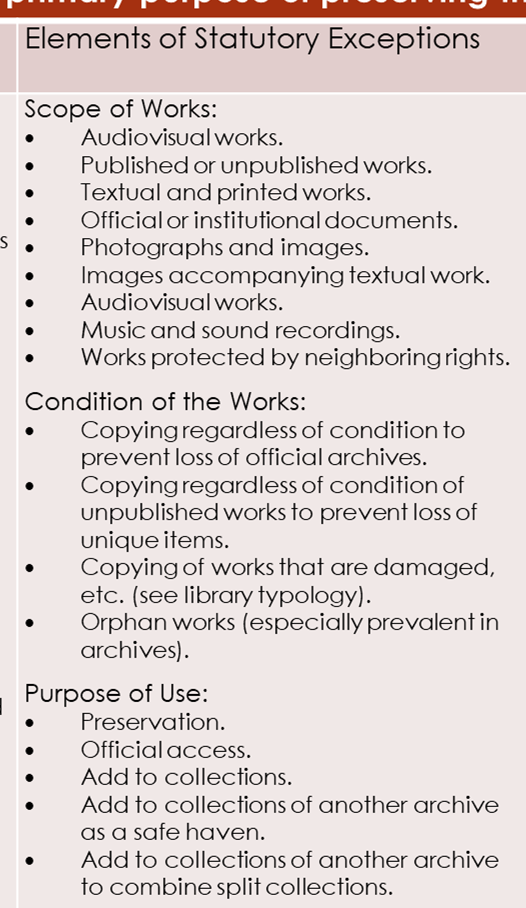 primary purpose of preserving
Elements of Statutory Exceptions
Scope of Works:
• Audiovisual works.
• Published or unpublished works.
• Textual and printed works.
• Official or institutional documents.
• Photographs and images.
• Images accompanying textual work.
• Audiovisual works.
• Music and sound recordings.
• Works protected by neighboring rights.
Condition of the Works:
• Copying regardless of condition to
prevent loss of official archives.
• Copying regardless of condition of
unpublished works to prevent loss of
unique items.
• Copying of works that are damaged,
etc. (see library typology).
• Orphan works (especially prevalent in
archives).
Purpose of Use:
• Preservation.
• Official access.
• Add to collections.
• Add to collections of another archive
as a safe haven.
• Add to collections of another archive
to combine split collections.